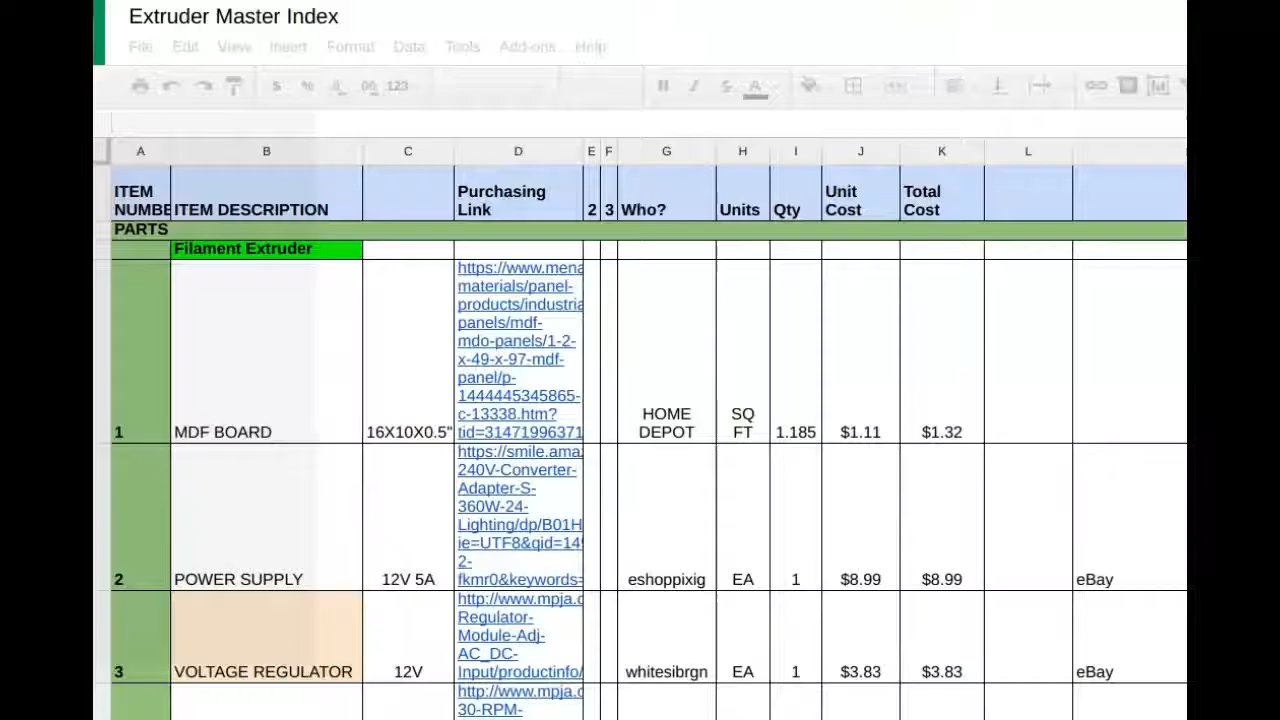 Extruder Master Index
File Edit View Insert Format Data Tools Add-ons Help
$ % .0 .00 123
A B C D E F G H I J K L
ITEM NUMBE ITEM DESCRIPTION Purchasing Link 2 3 Who? Units Qty Unit Cost Total Cost
PARTS
Filament Extruder
https://www.mena
materials/panel-
products/industria
panels/mdf-
mdo-panels/1-2-
x-49-x-97-mdf-
panel/p-
1444445345865-
c-13338.htm?
1 MDF BOARD 16X10X0.5" tid=31471996371 HOME DEPOT SQ FT 1.185 $1.11 $1.32
https://smile.ama
240V-Converter-
Adapter-S-
360W-24-
Lighting/dp/B01H
ie=UTF8&qid=149
2-
2 POWER SUPPLY 12V 5A fkmr0&keywords= eshoppixig EA 1 $8.99 $8.99 eBay
http://www.mpja.c
Regulator-
Module-Adj-
AC_DC-
3 VOLTAGE REGULATOR 12V Input/productinfo/ whitesibrgn EA 1 $3.83 $3.83 eBay
http://www.mpja.c
30-RPM-